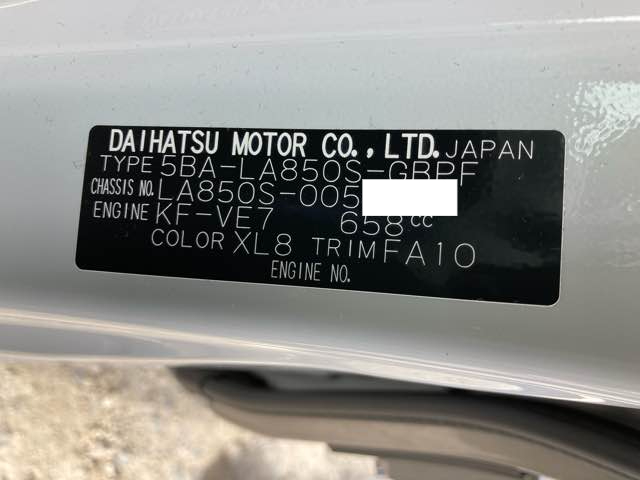 DAIHATSU MOTOR CO., LTD. JAPAN
TYPE 5BA-LA850S-GBPF
CHASSIS NO. LA850S-005
ENGINE KF-VE7 658cc
COLOR XL8 TRIM FA10
ENGINE NO.